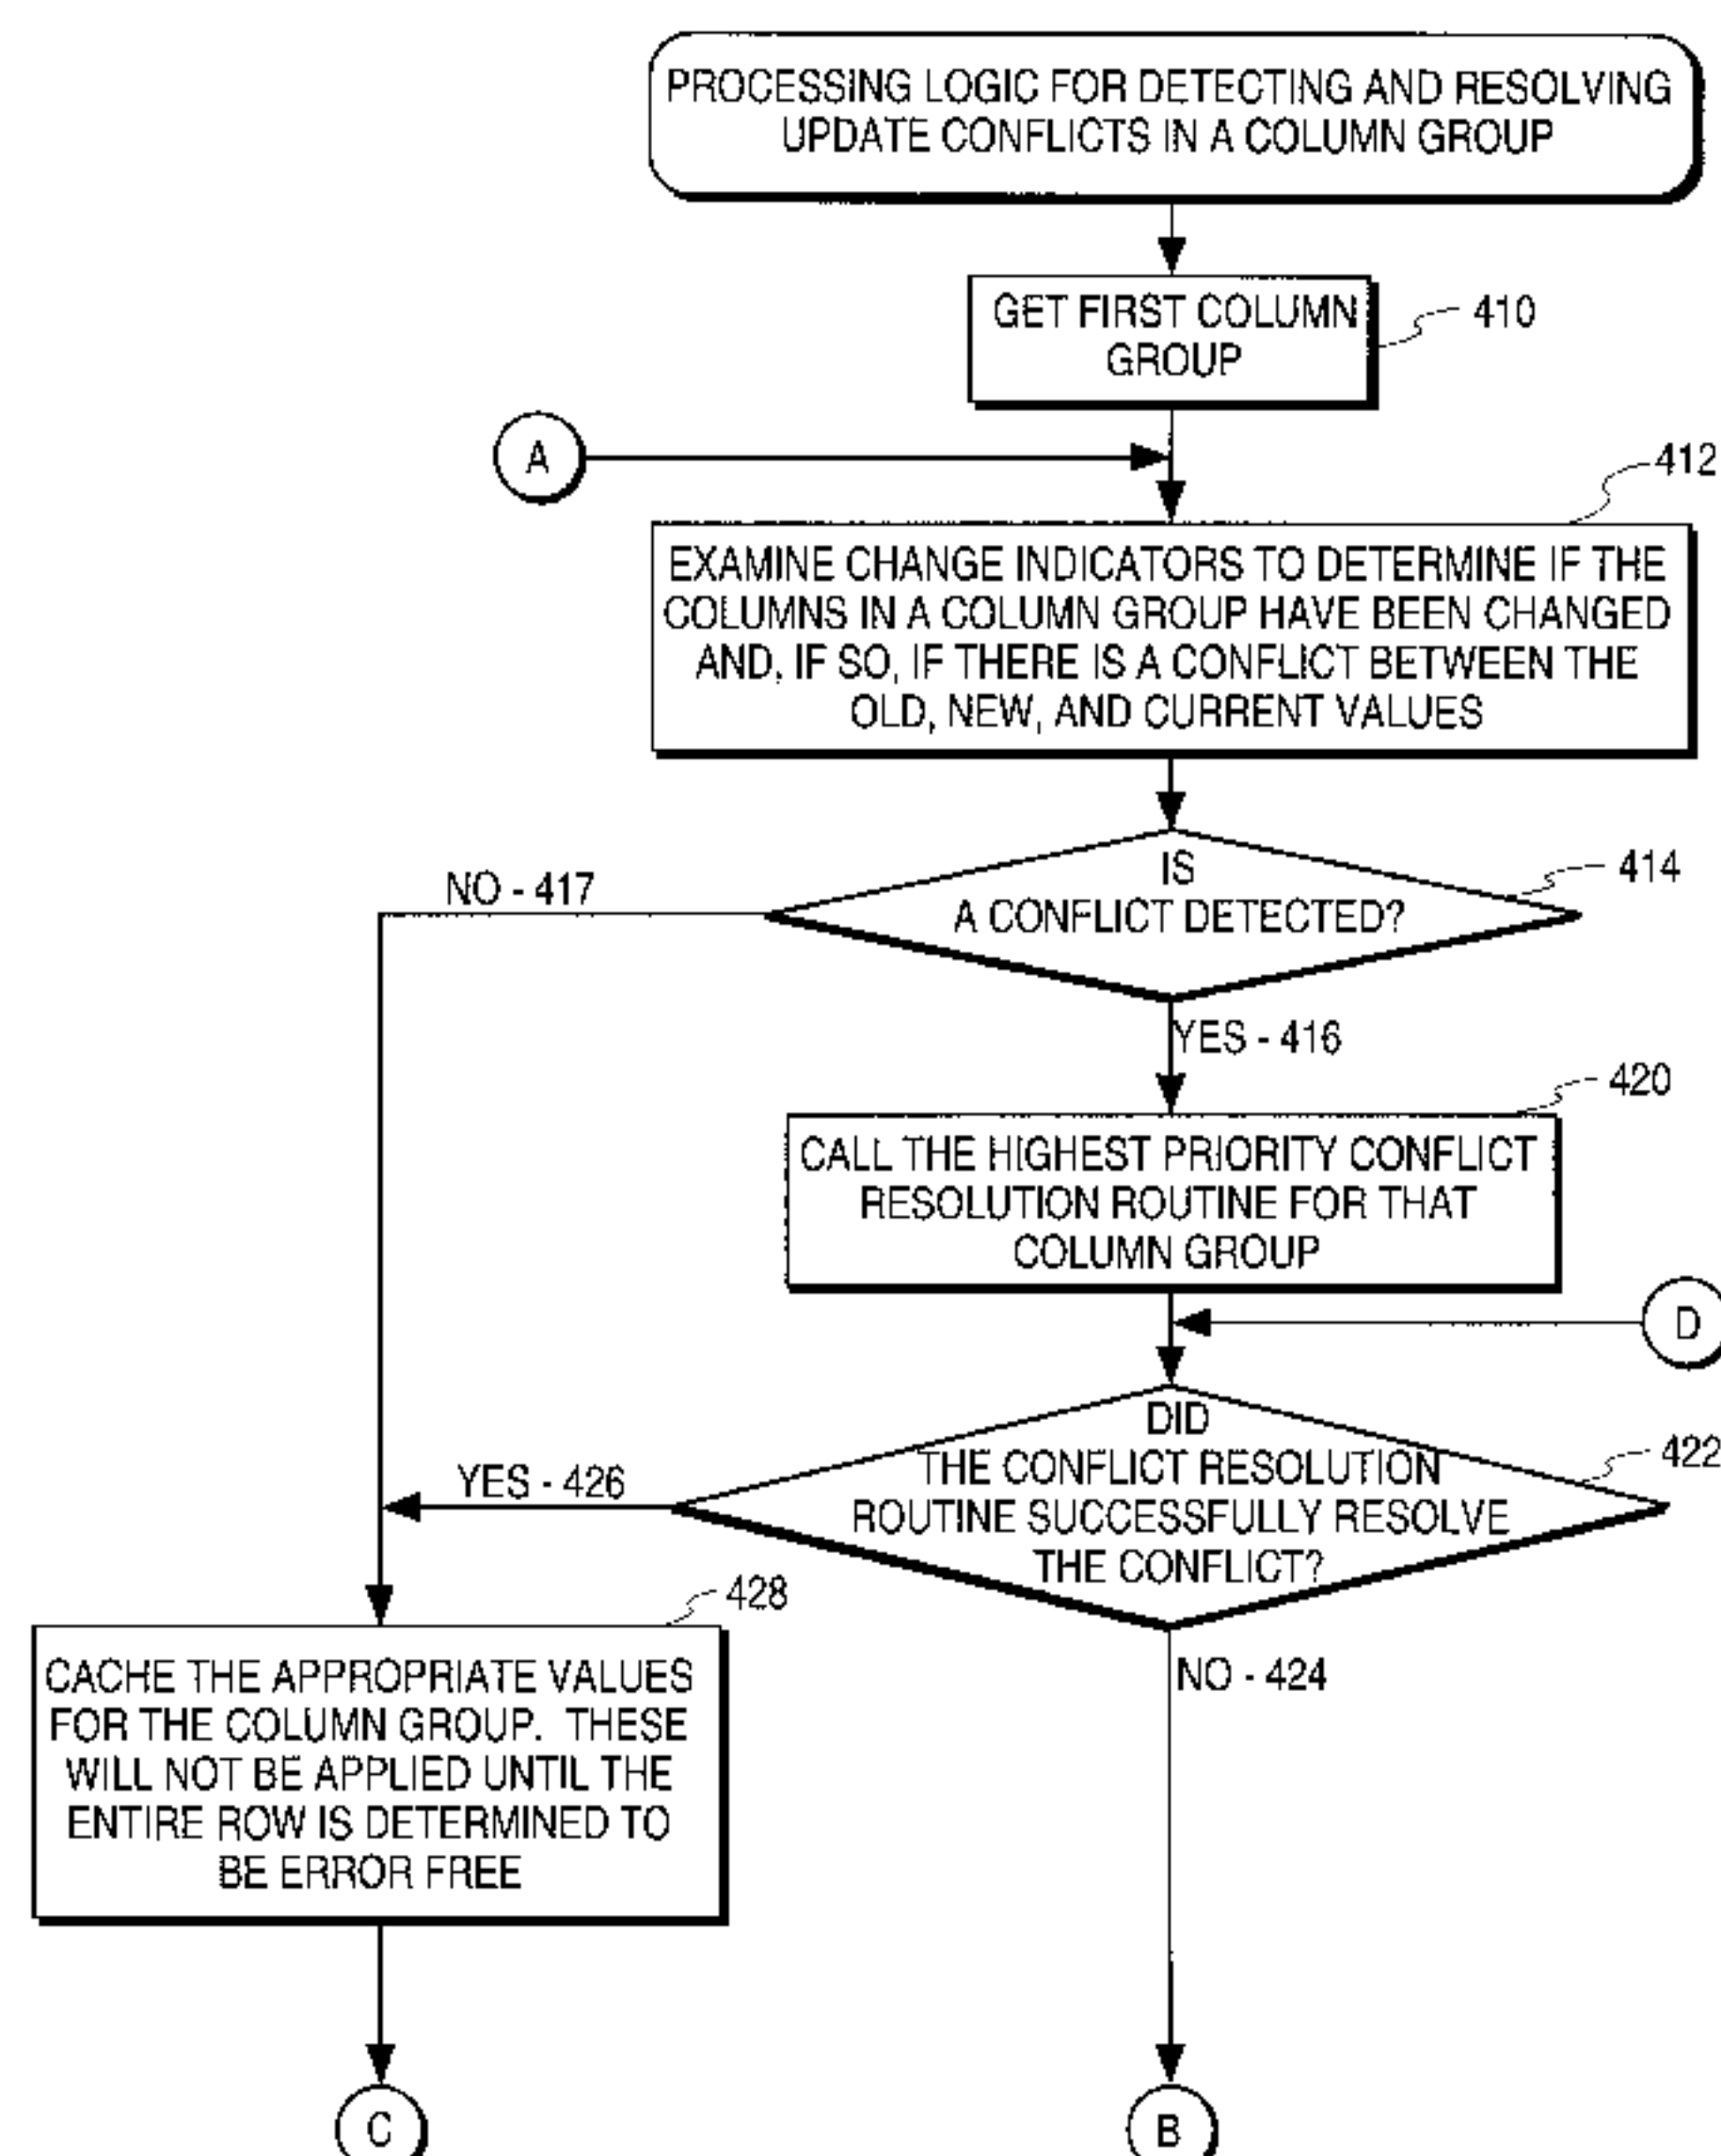 PROCESSING LOGIC FOR DETECTING AND RESOLVING
UPDATE CONFLICTS IN A COLUMN GROUP
GET FIRST COLUMN
GROUP
410
A
412
EXAMINE CHANGE INDICATORS TO DETERMINE IF THE
COLUMNS IN A COLUMN GROUP HAVE BEEN CHANGED
AND, IF SO, IF THERE IS A CONFLICT BETWEEN THE
OLD, NEW, AND CURRENT VALUES
IS
A CONFLICT DETECTED?
414
NO - 417
YES - 416
420
CALL THE HIGHEST PRIORITY CONFLICT
RESOLUTION ROUTINE FOR THAT
COLUMN GROUP
D
DID
THE CONFLICT RESOLUTION
ROUTINE SUCCESSFULLY RESOLVE
THE CONFLICT?
422
YES - 426
NO - 424
428
CACHE THE APPROPRIATE VALUES
FOR THE COLUMN GROUP. THESE
WILL NOT BE APPLIED UNTIL THE
ENTIRE ROW IS DETERMINED TO
BE ERROR FREE
C
B